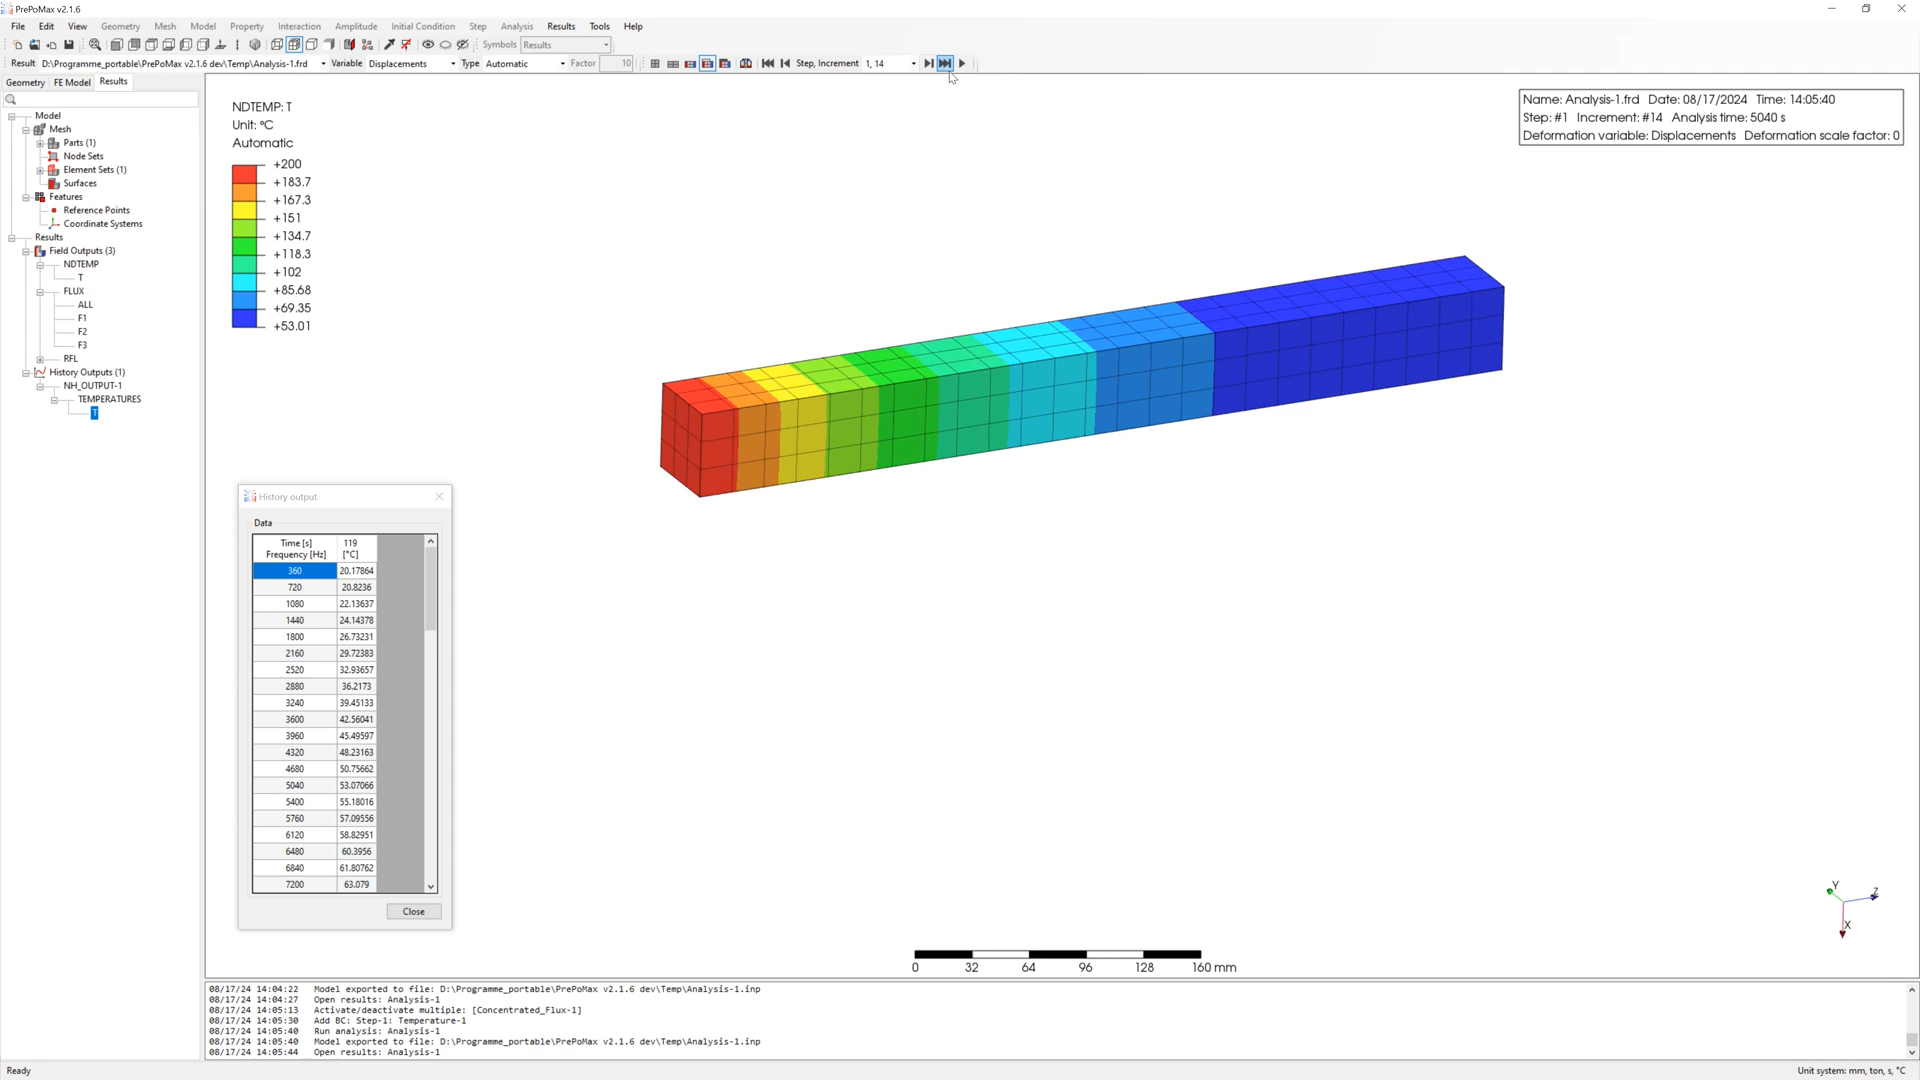 PrePoMax v2.1.6
File Edit View Geometry Mesh Model Property Interaction Amplitude Initial Condition Step Analysis Results Tools Help
Symbols Results
Result D:\Programme_portable\PrePoMax v2.1.6 dev\Temp\Analysis-1.frd Variable Displacements Type Automatic Factor 10 Step, Increment 1, 14
Geometry FE Model Results
Model
Mesh
Parts (1)
Node Sets
Element Sets (1)
Surfaces
Features
Reference Points
Coordinate Systems
Results
Field Outputs (3)
NDTEMP
T
FLUX
ALL
F1
F2
F3
RFL
History Outputs (1)
NH_OUTPUT-1
TEMPERATURES
T
NDTEMP: T
Unit: °C
Automatic
+200
+183.7
+167.3
+151
+134.7
+118.3
+102
+85.68
+69.35
+53.01
Name: Analysis-1.frd Date: 08/17/2024 Time: 14:05:40
Step: #1 Increment: #14 Analysis time: 5040 s
Deformation variable: Displacements Deformation scale factor: 0
History output
Data
Time [s] 119
Frequency [Hz] [°C]
360 20.17864
720 20.8236
1080 22.13637
1440 24.14378
1800 26.73231
2160 29.72383
2520 32.93657
2880 36.2173
3240 39.45133
3600 42.56041
3960 45.49597
4320 48.23163
4680 50.75662
5040 53.07066
5400 55.18016
5760 57.09556
6120 58.82951
6480 60.3956
6840 61.80762
7200 63.079
Close
Y Z
X
0 32 64 96 128 160 mm
08/17/24 14:04:22 Model exported to file: D:\Programme_portable\PrePoMax v2.1.6 dev\Temp\Analysis-1.inp
08/17/24 14:04:27 Open results: Analysis-1
08/17/24 14:05:13 Activate/deactivate multiple: [Concentrated_Flux-1]
08/17/24 14:05:30 Add BC: Step-1: Temperature-1
08/17/24 14:05:40 Run analysis: Analysis-1
08/17/24 14:05:40 Model exported to file: D:\Programme_portable\PrePoMax v2.1.6 dev\Temp\Analysis-1.inp
08/17/24 14:05:44 Open results: Analysis-1
Ready Unit system: mm, ton, s, °C